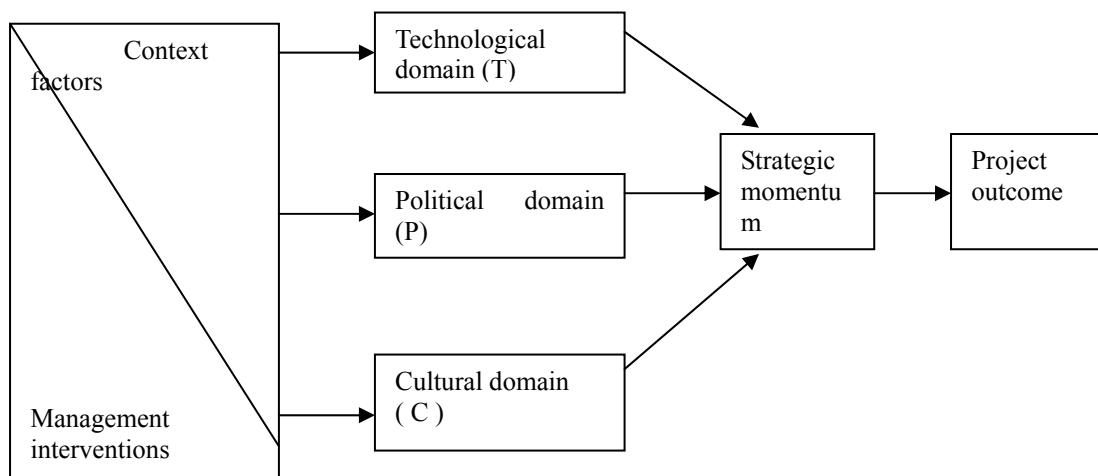 Context
factors
Management
interventions
Technological
domain (T)
Political domain
(P)
Cultural domain
( C )
Strategic
momentu
m
Project
outcome